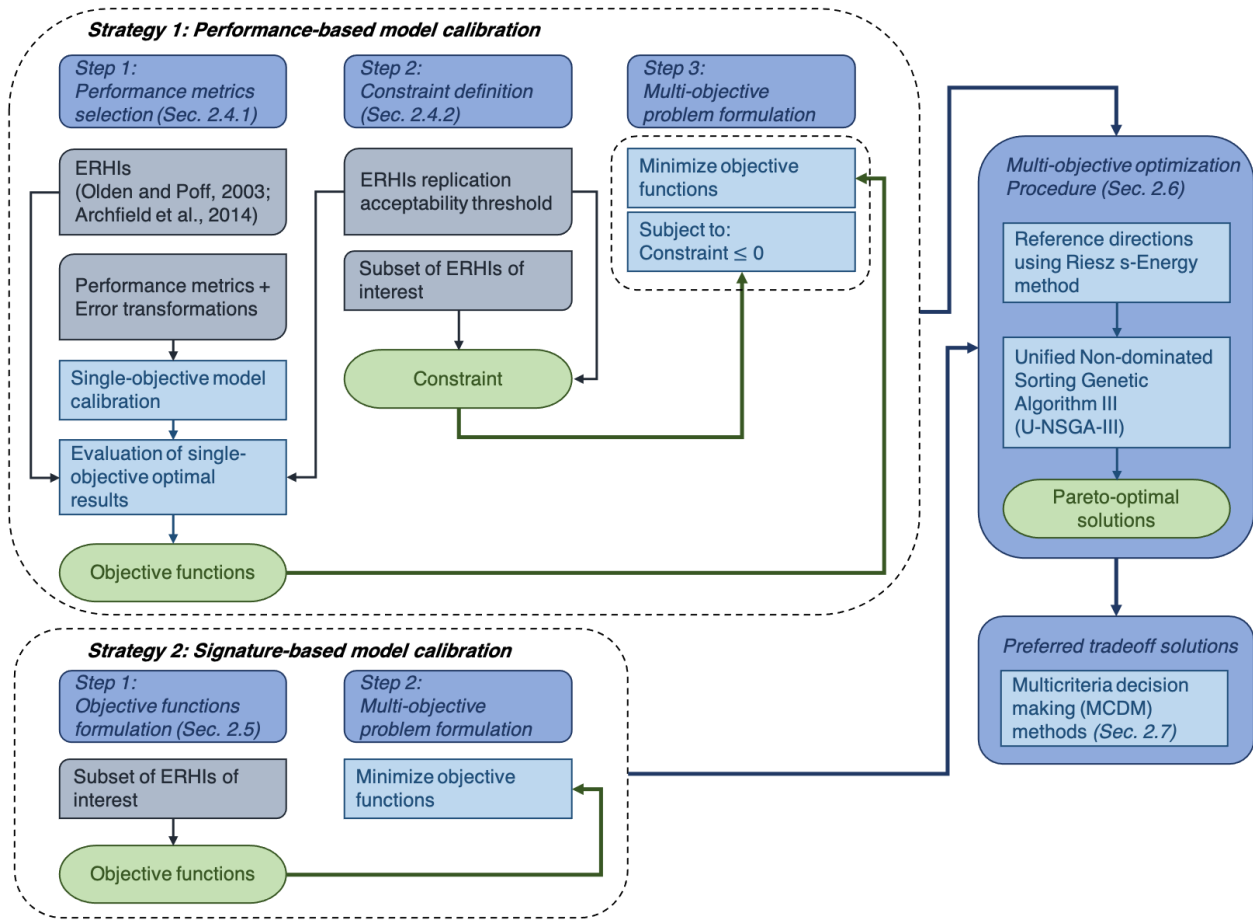 Strategy 1: Performance-based model calibration
Step 1:
Performance metrics
selection (Sec. 2.4.1)
ERHIs
(Olden and Poff, 2003;
Archfield et al., 2014)
Performance metrics +
Error transformations
Single-objective model
calibration
Evaluation of single-
objective optimal
results
Objective functions
Step 2:
Constraint definition
(Sec. 2.4.2)
ERHIs replication
acceptability threshold
Subset of ERHIs of
interest
Constraint
Step 3:
Multi-objective
problem formulation
Minimize objective
functions
Subject to:
Constraint ≤ 0
Strategy 2: Signature-based model calibration
Step 1:
Objective functions
formulation (Sec. 2.5)
Subset of ERHIs of
interest
Objective functions
Step 2:
Multi-objective
problem formulation
Minimize objective
functions
Multi-objective optimization
Procedure (Sec. 2.6)
Reference directions
using Riesz s-Energy
method
Unified Non-dominated
Sorting Genetic
Algorithm III
(U-NSGA-III)
Pareto-optimal
solutions
Preferred tradeoff solutions
Multicriteria decision
making (MCDM)
methods (Sec. 2.7)